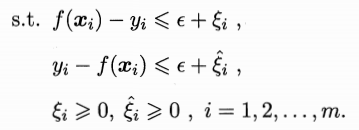 s.t. f(𝒙ᵢ) − yᵢ ⩽ ϵ + ξᵢ ,
yᵢ − f(𝒙ᵢ) ⩽ ϵ + ξ̂ᵢ ,
ξᵢ ⩾ 0, ξ̂ᵢ ⩾ 0 , i = 1, 2, . . . , m.